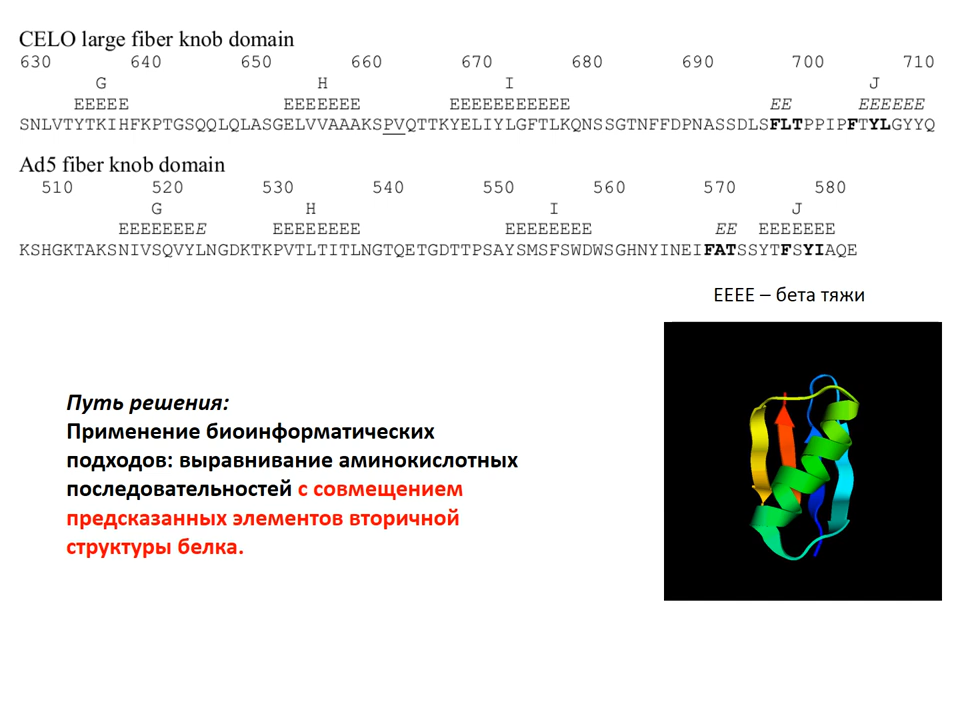 CELO large fiber knob domain
630 640 650 660 670 680 690 700 710
G H I J
EEEEE EEEEEEE EEEEEEEEEEE EE EEEEEE
SNLVTYTKIHFKPTGSQQLQLASGELVVAAAKSPVQTTKYELIYLGFTLKQNSSGTNFFDPNASSDLSFLTPPIPFTYLGYYQ
Ad5 fiber knob domain
510 520 530 540 550 560 570 580
G H I J
EEEEEEEE EEEEEEEE EEEEEEEE EE EEEEEEE
KSHGKTAKSNIVSQVYLNGDKTKPVTLTITLNGTQETGDTTPSAYSMSFSWDWSGHNYINEIFATSSYTFSYIAQE
EEEE – бета тяжи
Путь решения:
Применение биоинформатических
подходов: выравнивание аминокислотных
последовательностей с совмещением
предсказанных элементов вторичной
структуры белка.